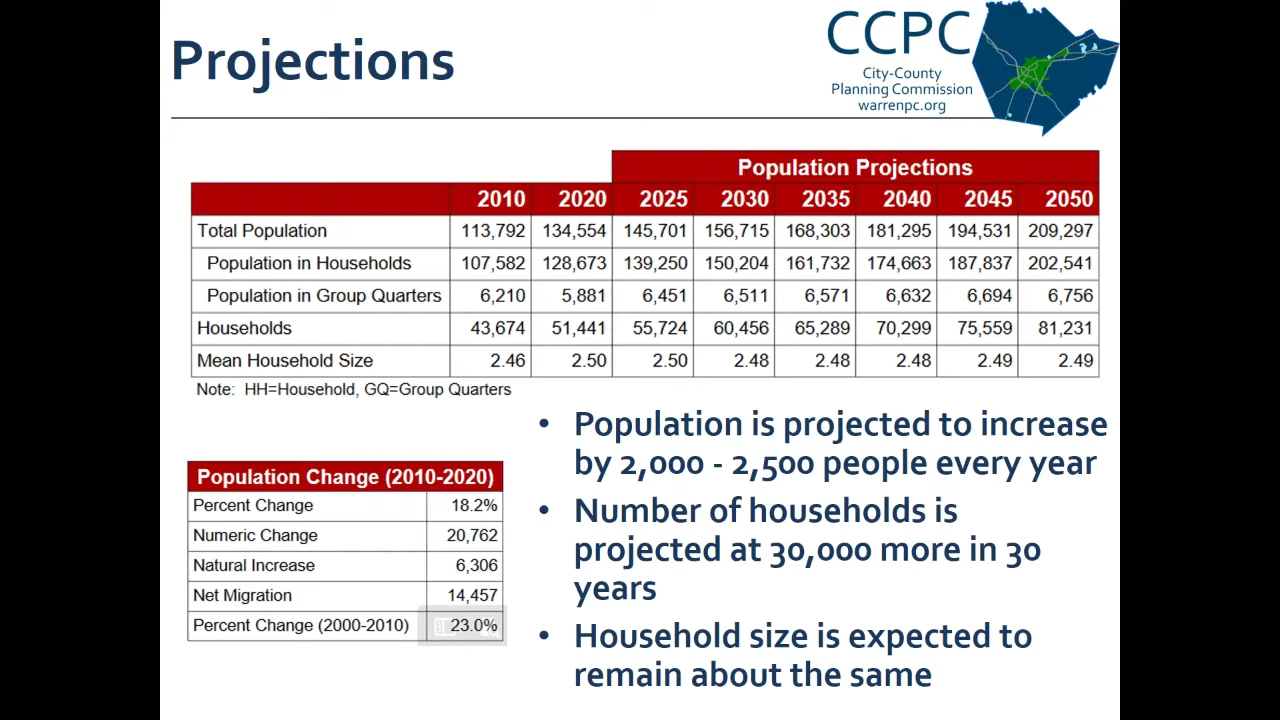 Projections
CCPC
City-County
Planning Commission
warrenpc.org
Population Projections
2010 2020 2025 2030 2035 2040 2045 2050
Total Population 113,792 134,554 145,701 156,715 168,303 181,295 194,531 209,297
Population in Households 107,582 128,673 139,250 150,204 161,732 174,663 187,837 202,541
Population in Group Quarters 6,210 5,881 6,451 6,511 6,571 6,632 6,694 6,756
Households 43,674 51,441 55,724 60,456 65,289 70,299 75,559 81,231
Mean Household Size 2.46 2.50 2.50 2.48 2.48 2.48 2.49 2.49
Note: HH=Household, GQ=Group Quarters
Population Change (2010-2020)
Percent Change 18.2%
Numeric Change 20,762
Natural Increase 6,306
Net Migration 14,457
Percent Change (2000-2010) 23.0%
• Population is projected to increase
by 2,000 - 2,500 people every year
• Number of households is
projected at 30,000 more in 30
years
• Household size is expected to
remain about the same